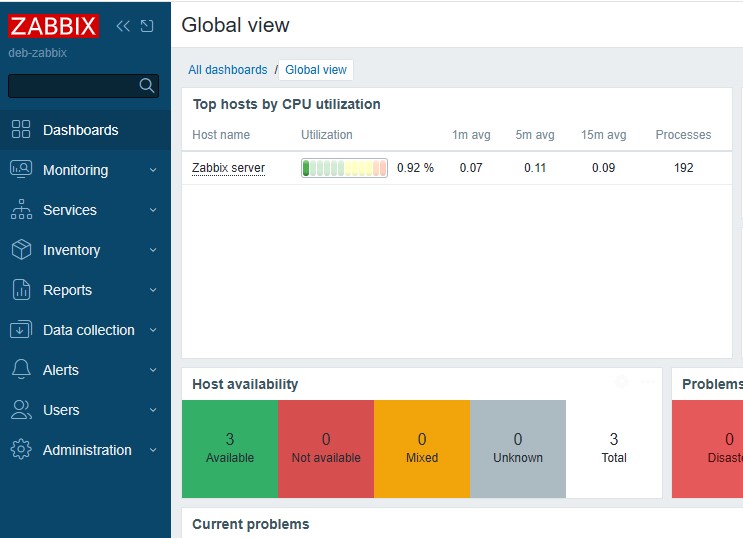 ZABBIX
deb-zabbix
Dashboards
Monitoring
Services
Inventory
Reports
Data collection
Alerts
Users
Administration
Global view
All dashboards / Global view
Top hosts by CPU utilization
Host name Utilization 1m avg 5m avg 15m avg Processes
Zabbix server 0.92 % 0.07 0.11 0.09 192
Host availability
3 0 0 0 3
Available Not available Mixed Unknown Total
Problems
0
Current problems